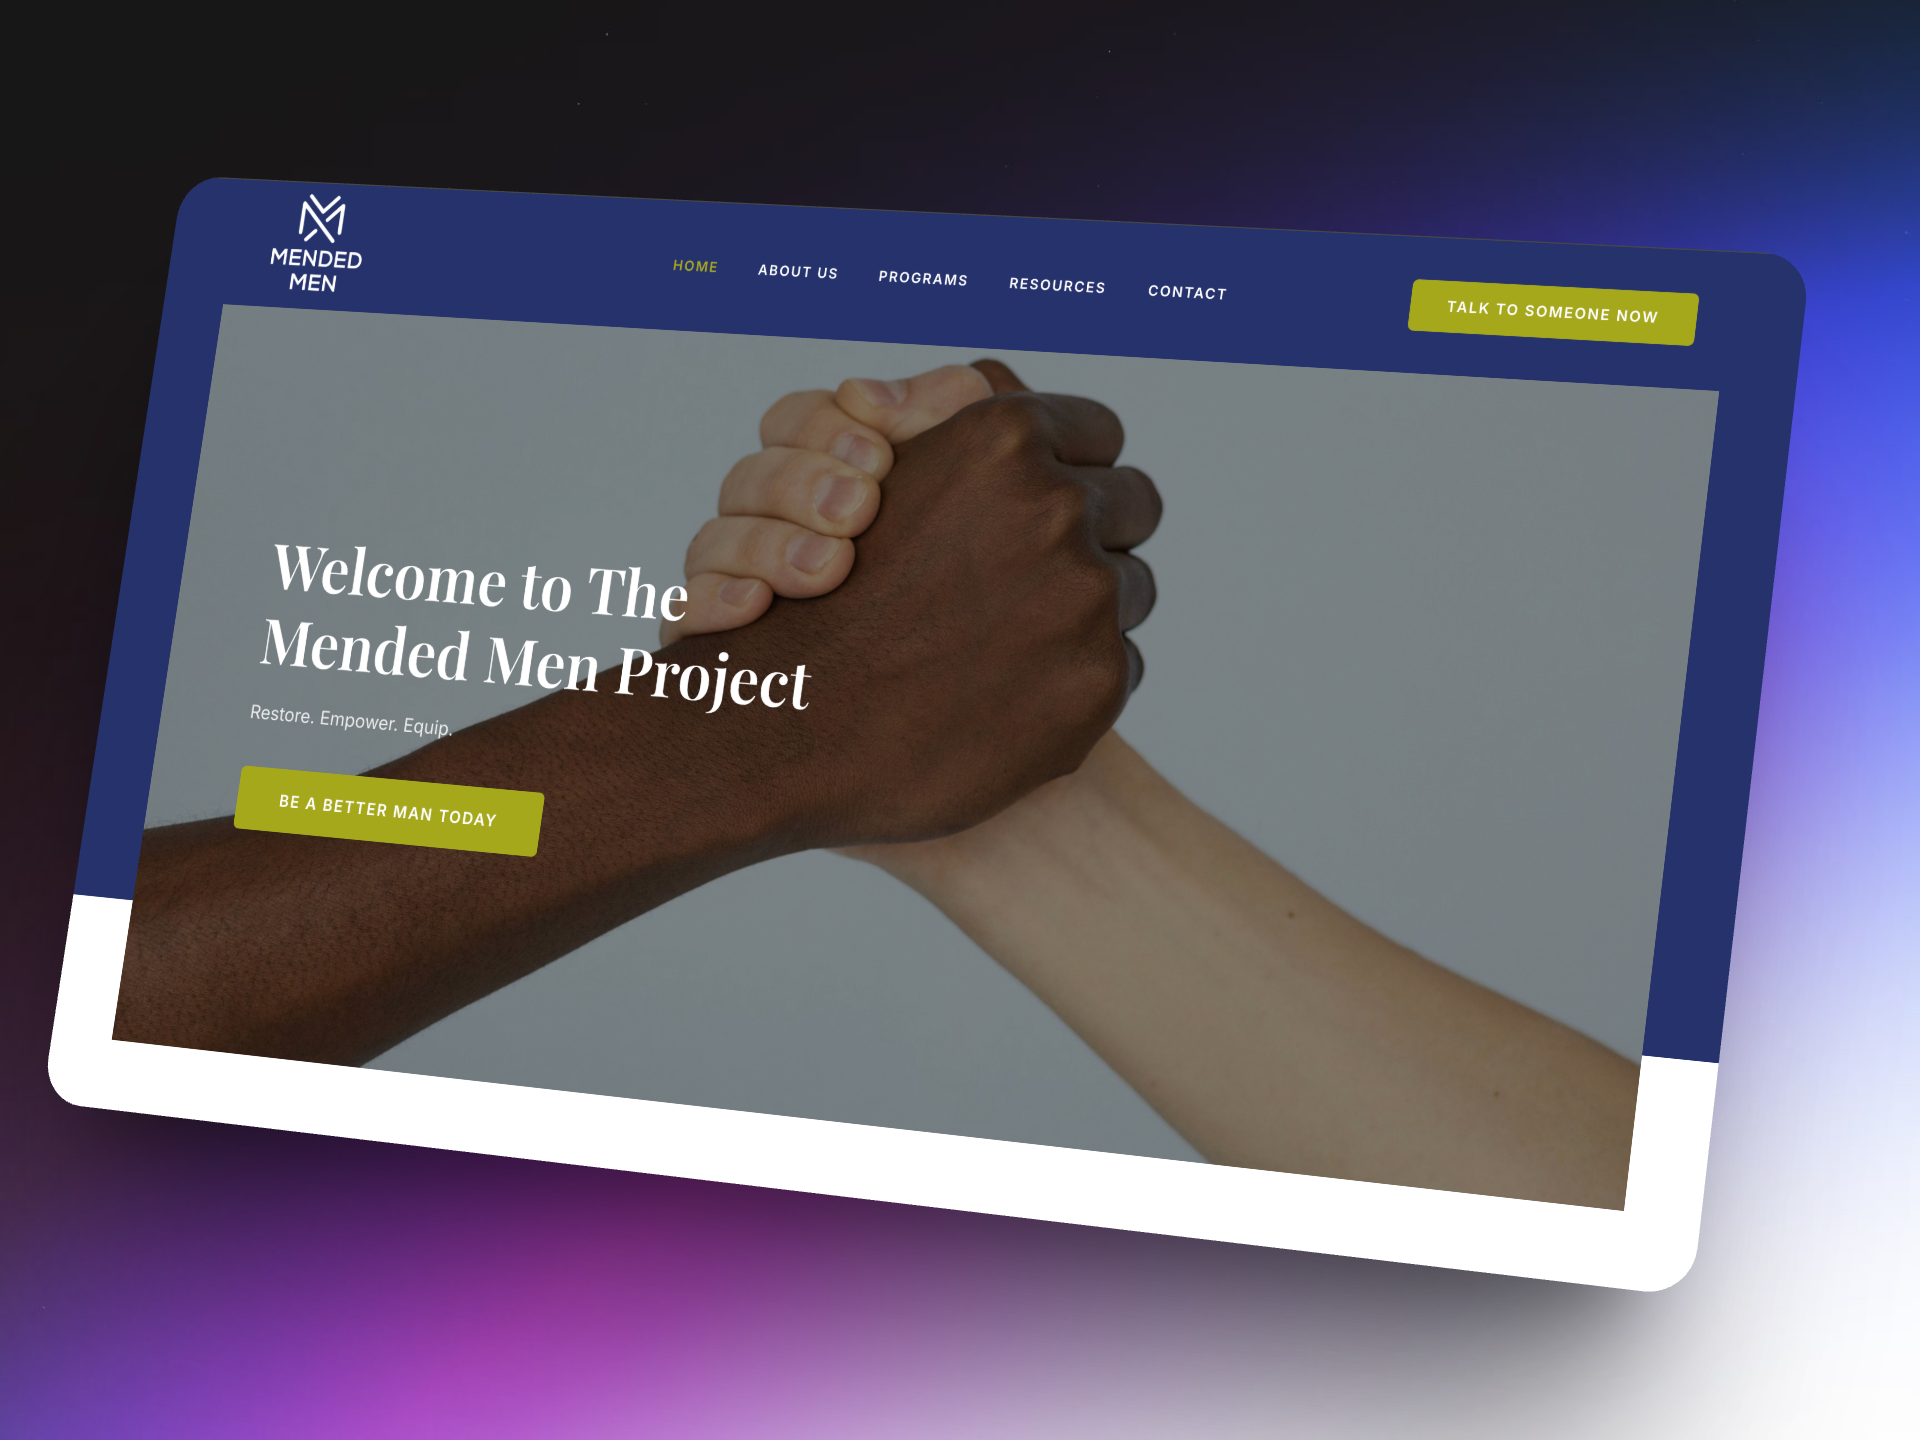 MENDED
MEN
HOME ABOUT US PROGRAMS RESOURCES CONTACT
TALK TO SOMEONE NOW
Welcome to The
Mended Men Project
Restore. Empower. Equip.
BE A BETTER MAN TODAY